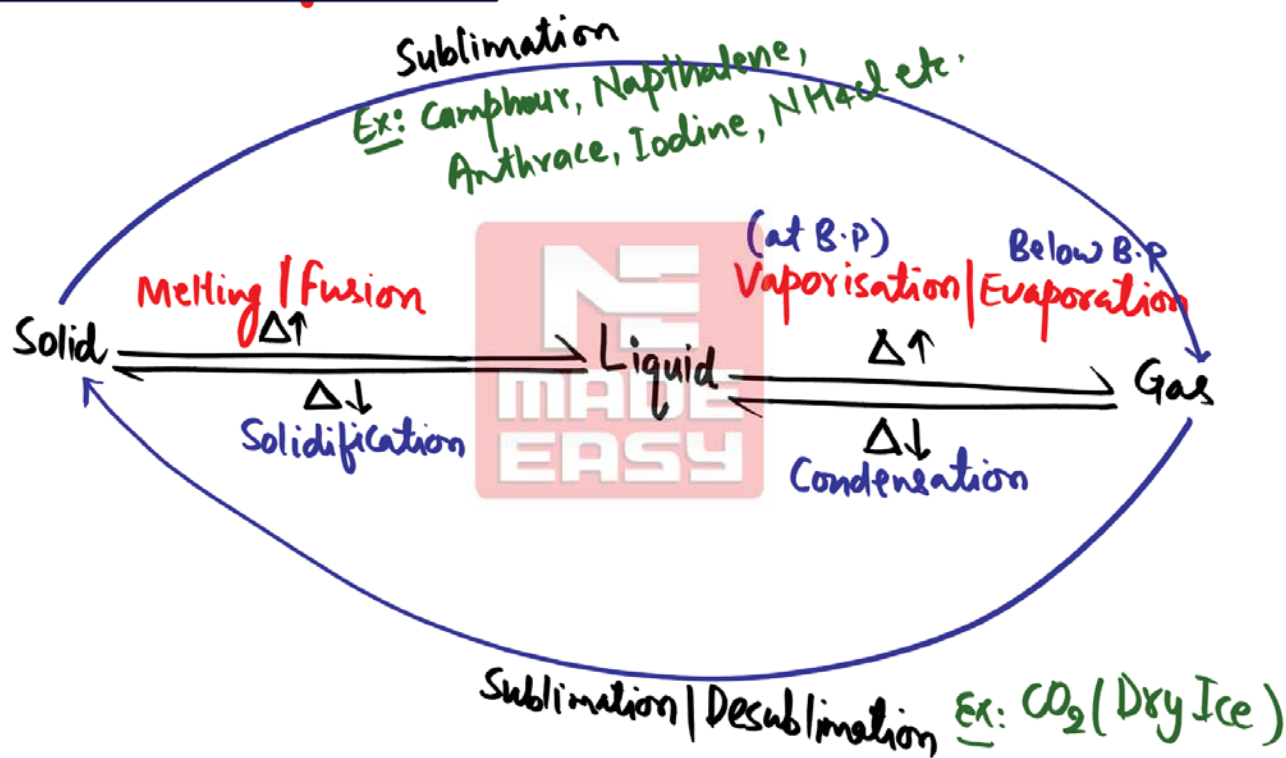 Sublimation
Ex: Camphour, Napthalene,
Anthrace, Iodine, NH4Cl etc.
(at B.P) Below B.P
Melting / Fusion Vaporisation | Evaporation
Δ↑ Δ↑
Solid Liquid Gas
Δ↓ Δ↓
Solidification Condensation
MADE
EASY
Sublimation | Desublimation Ex: CO2 (Dry Ice)